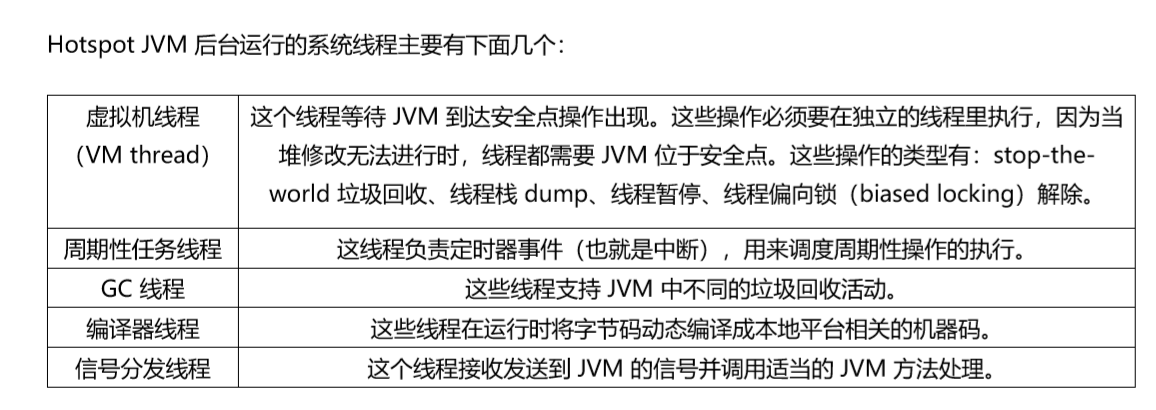 Hotspot JVM 后台运行的系统线程主要有下面几个：
虚拟机线程
（VM thread）
这个线程等待 JVM 到达安全点操作出现。这些操作必须要在独立的线程里执行，因为当
堆修改无法进行时，线程都需要 JVM 位于安全点。这些操作的类型有：stop-the-
world 垃圾回收、线程栈 dump、线程暂停、线程偏向锁（biased locking）解除。
周期性任务线程
这线程负责定时器事件（也就是中断），用来调度周期性操作的执行。
GC 线程
这些线程支持 JVM 中不同的垃圾回收活动。
编译器线程
这些线程在运行时将字节码动态编译成本地平台相关的机器码。
信号分发线程
这个线程接收发送到 JVM 的信号并调用适当的 JVM 方法处理。